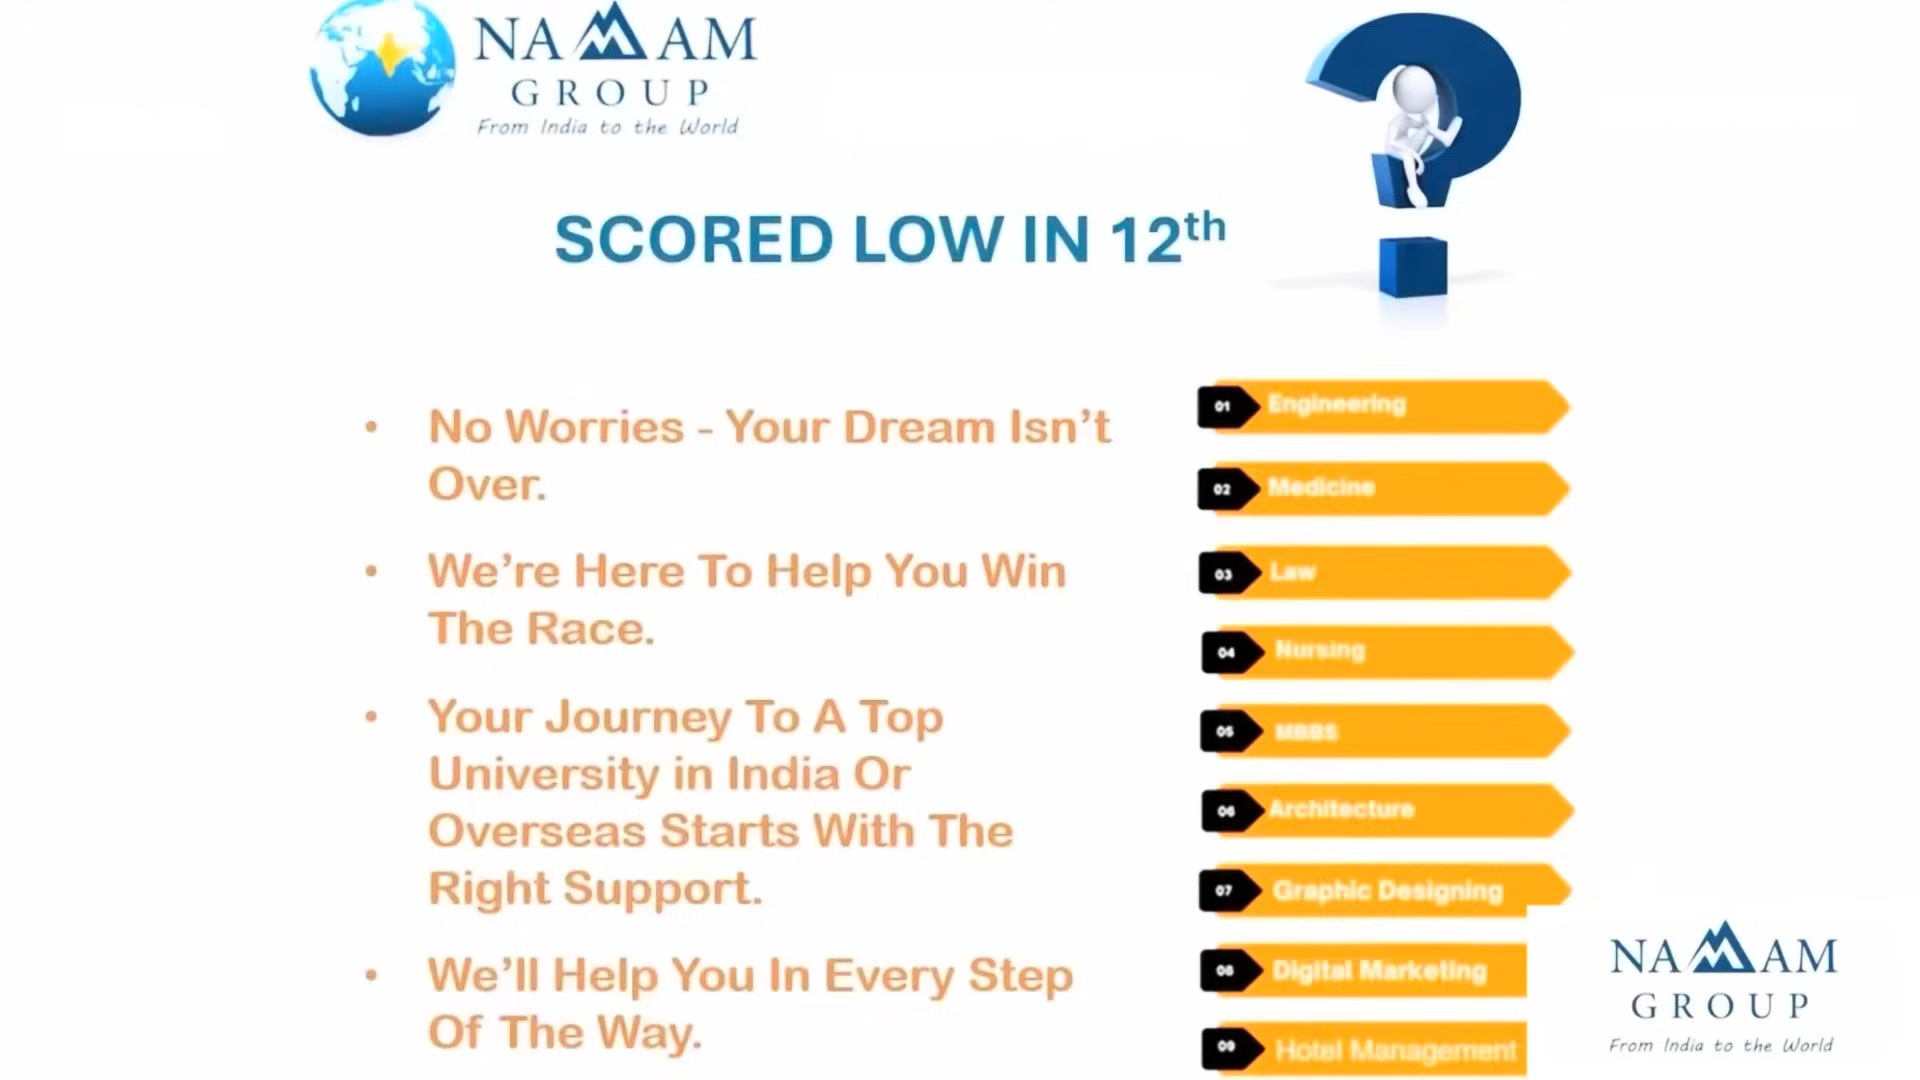 NAMAM
GROUP
From India to the World
SCORED LOW IN 12th
• No Worries - Your Dream Isn’t
Over.
• We’re Here To Help You Win
The Race.
• Your Journey To A Top
University in India Or
Overseas Starts With The
Right Support.
• We’ll Help You In Every Step
Of The Way.
01 Engineering
02 Medicine
03 Law
04 Nursing
05 MBBS
06 Architecture
07 Graphic Designing
08 Digital Marketing
09 Hotel Management
NAMAM
GROUP
From India to the World